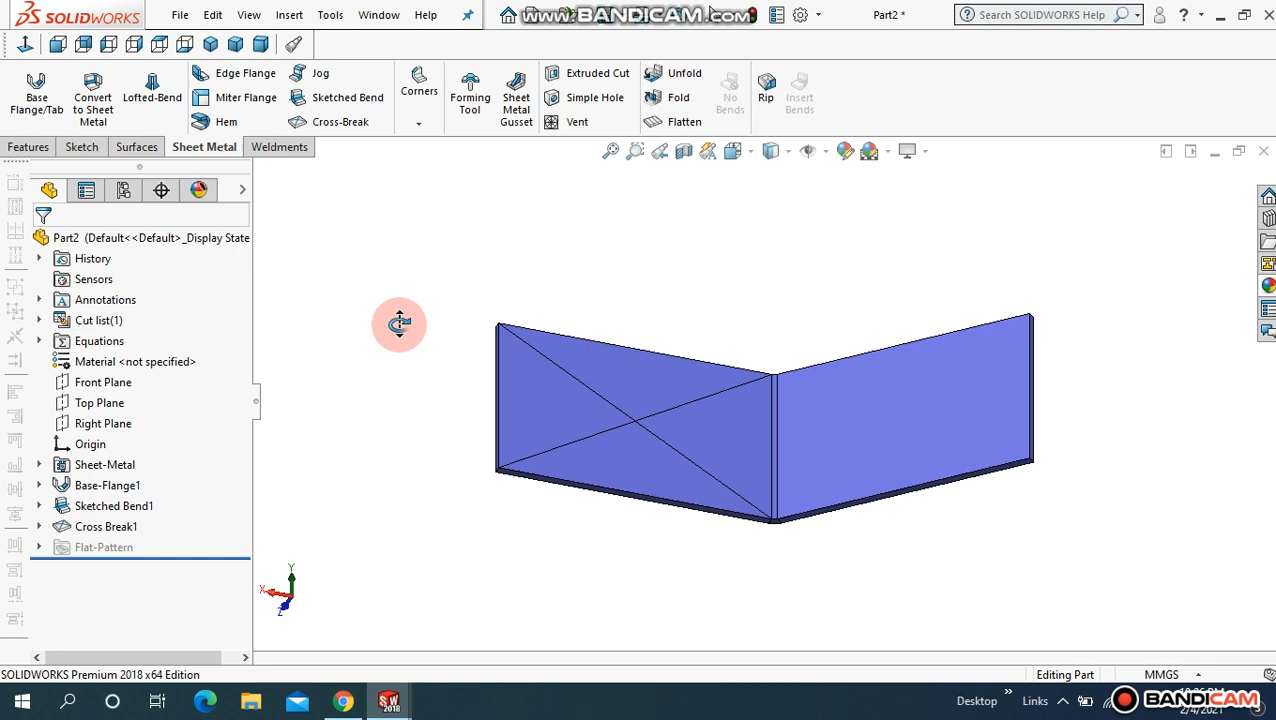 SOLIDWORKS File Edit View Insert Tools Window Help www.BANDICAM.com Part2 * Search SOLIDWORKS Help ?
Base Flange/Tab Convert to Sheet Metal Lofted-Bend Edge Flange Miter Flange Hem Jog Sketched Bend Cross-Break Corners Forming Tool Sheet Metal Gusset Extruded Cut Simple Hole Vent Unfold Fold Flatten No Bends Rip Insert Bends
Features Sketch Surfaces Sheet Metal Weldments
Part2 (Default<<Default>_Display State
History
Sensors
Annotations
Cut list(1)
Equations
Material <not specified>
Front Plane
Top Plane
Right Plane
Origin
Sheet-Metal
Base-Flange1
Sketched Bend1
Cross Break1
Flat-Pattern
Y
X
Z
SOLIDWORKS Premium 2018 x64 Edition Editing Part MMGS
SW 2018 Desktop » Links BANDICAM
2/4/2021